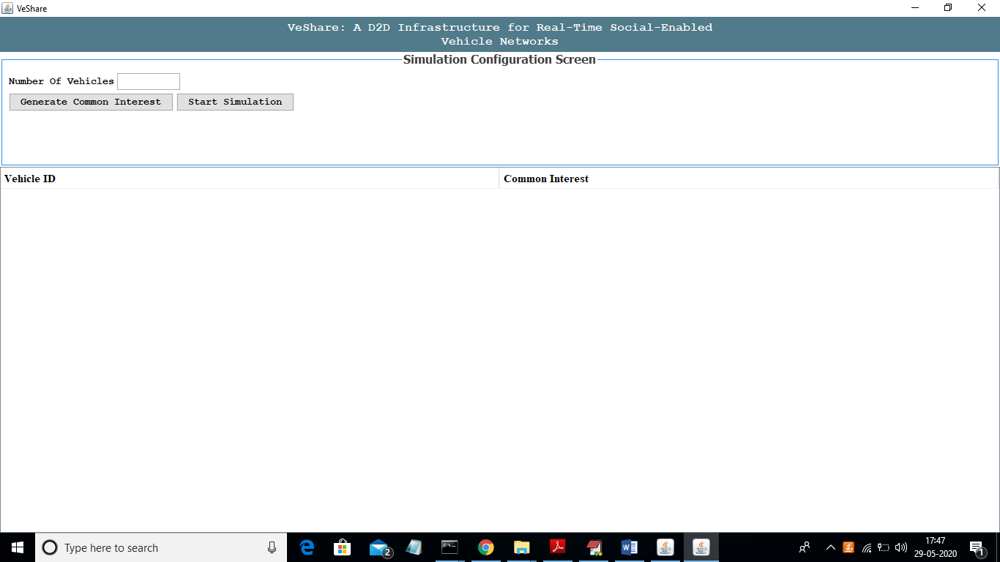 VeShare
VeShare: A D2D Infrastructure for Real-Time Social-Enabled
Vehicle Networks
Simulation Configuration Screen
Number Of Vehicles
Generate Common Interest Start Simulation
Vehicle ID Common Interest
Type here to search
2
17:47
29-05-2020
1